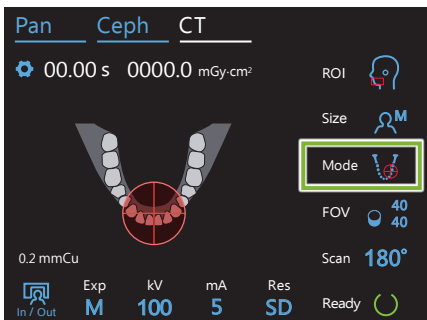 Pan Ceph CT
00.00 s 0000.0 mGy·cm²
ROI
Size M
Mode
FOV 40 40
0.2 mmCu
Scan 180°
In / Out
Exp kV mA Res
M 100 5 SD
Ready